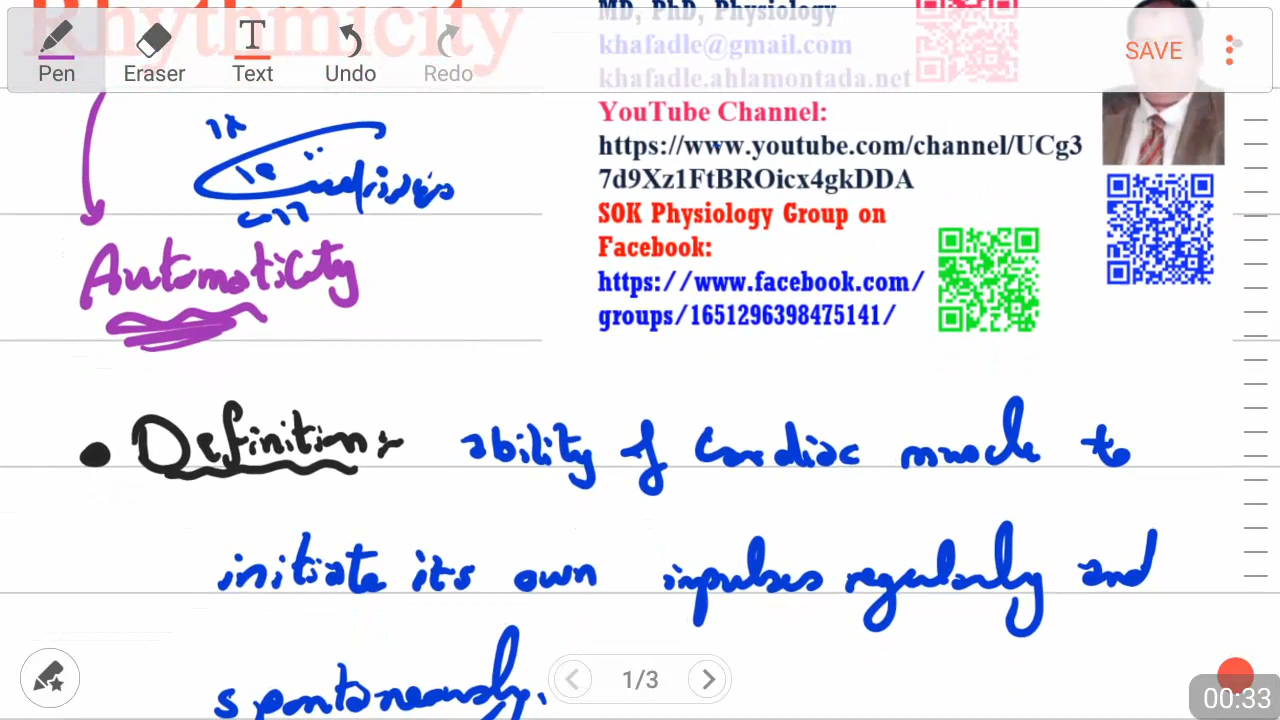 Rhythmicity
MD, PhD, Physiology
khafadle@gmail.com
khafadle.ahlamontada.net
Pen
Eraser
Text
Undo
Redo
SAVE
YouTube Channel:
https://www.youtube.com/channel/UCg3
7d9Xz1FtBROicx4gkDDA
SOK Physiology Group on
Facebook:
https://www.facebook.com/
groups/1651296398475141/
Automaticity
• Definition:- ability of Cardiac muscle to
initiate its own impulses regularly and
spontaneously.
1/3
00:33